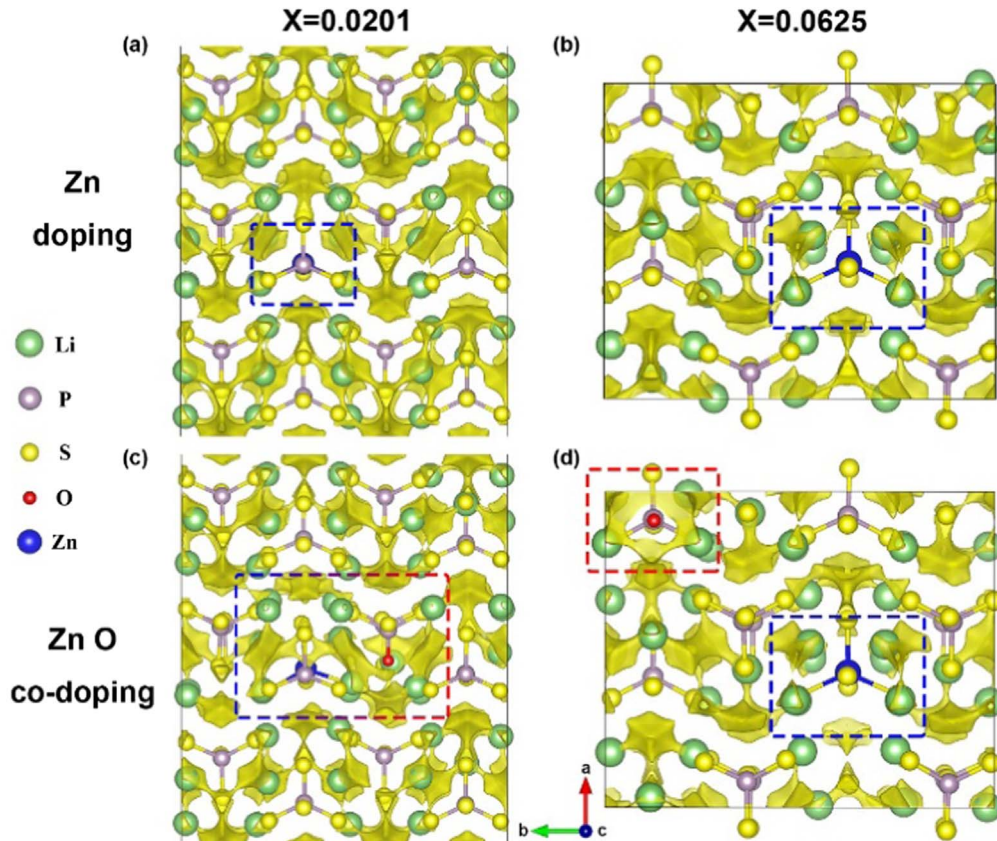 X=0.0201
X=0.0625
(a)
(b)
Zn
doping
Li
P
S
O
Zn
(c)
(d)
Zn O
co-doping
a
b
c